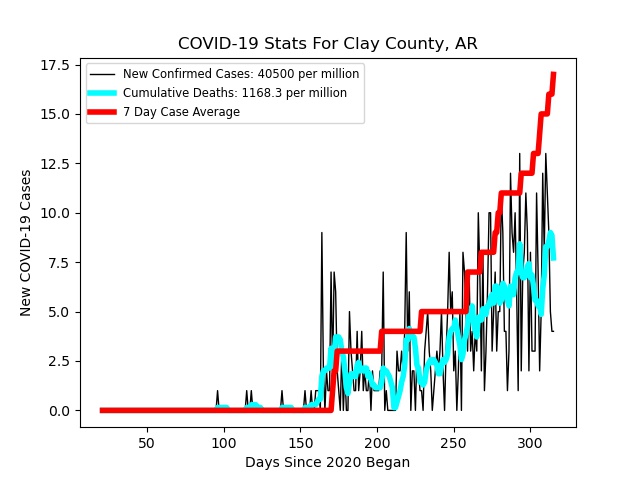 COVID-19 Stats For Clay County, AR
New Confirmed Cases: 40500 per million
Cumulative Deaths: 1168.3 per million
7 Day Case Average
17.5
15.0
12.5
10.0
7.5
5.0
2.5
0.0
New COVID-19 Cases
50 100 150 200 250 300
Days Since 2020 Began